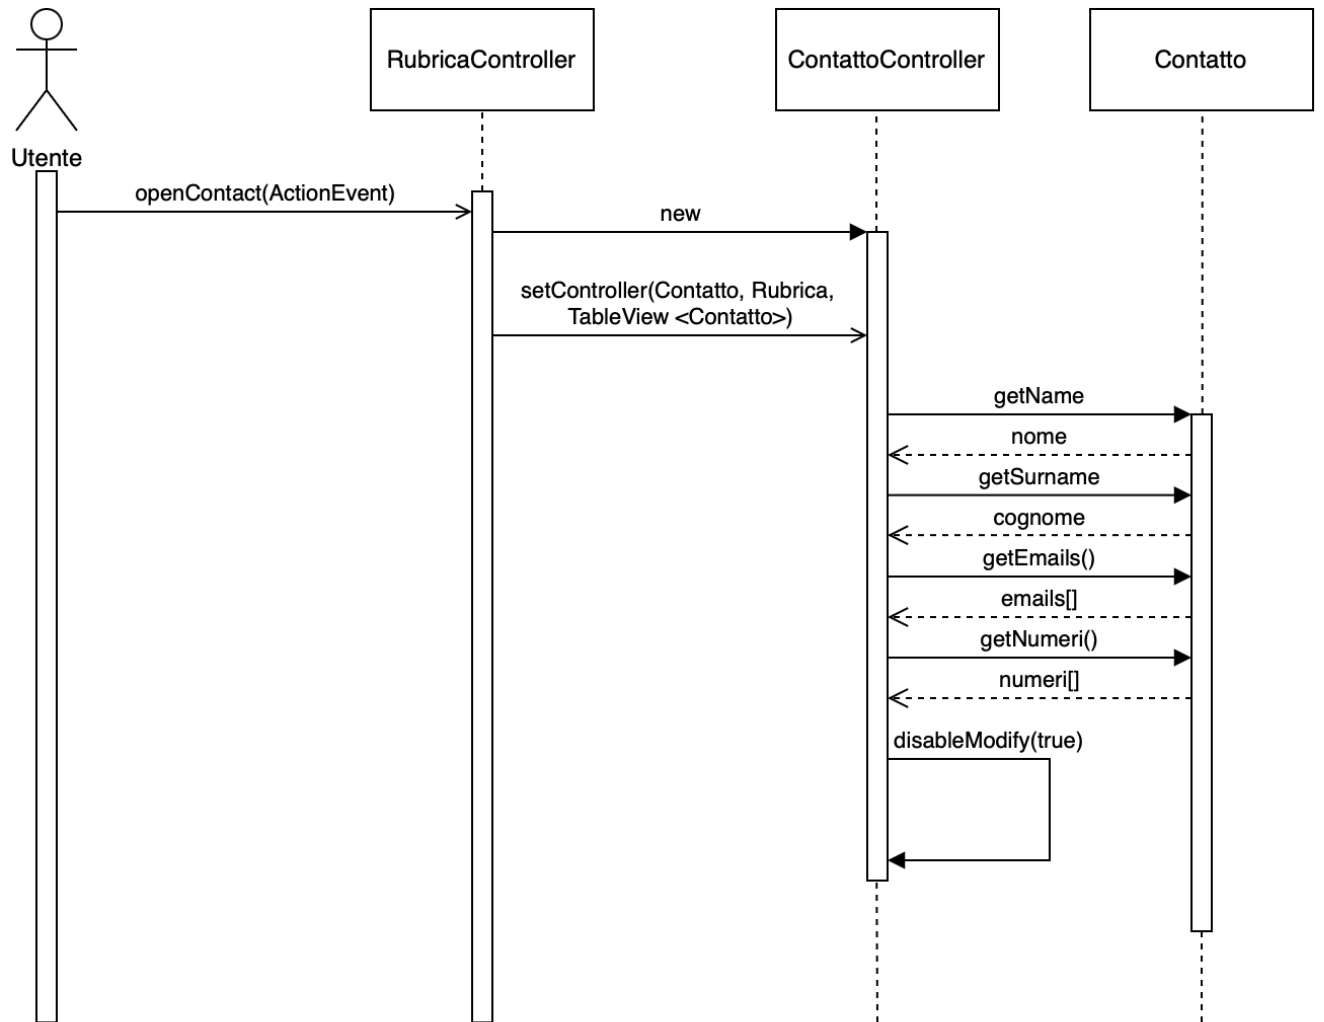 RubricaController
ContattoController
Contatto
Utente
openContact(ActionEvent)
new
setController(Contatto, Rubrica,
TableView <Contatto>)
getName
nome
getSurname
cognome
getEmails()
emails[]
getNumeri()
numeri[]
disableModify(true)